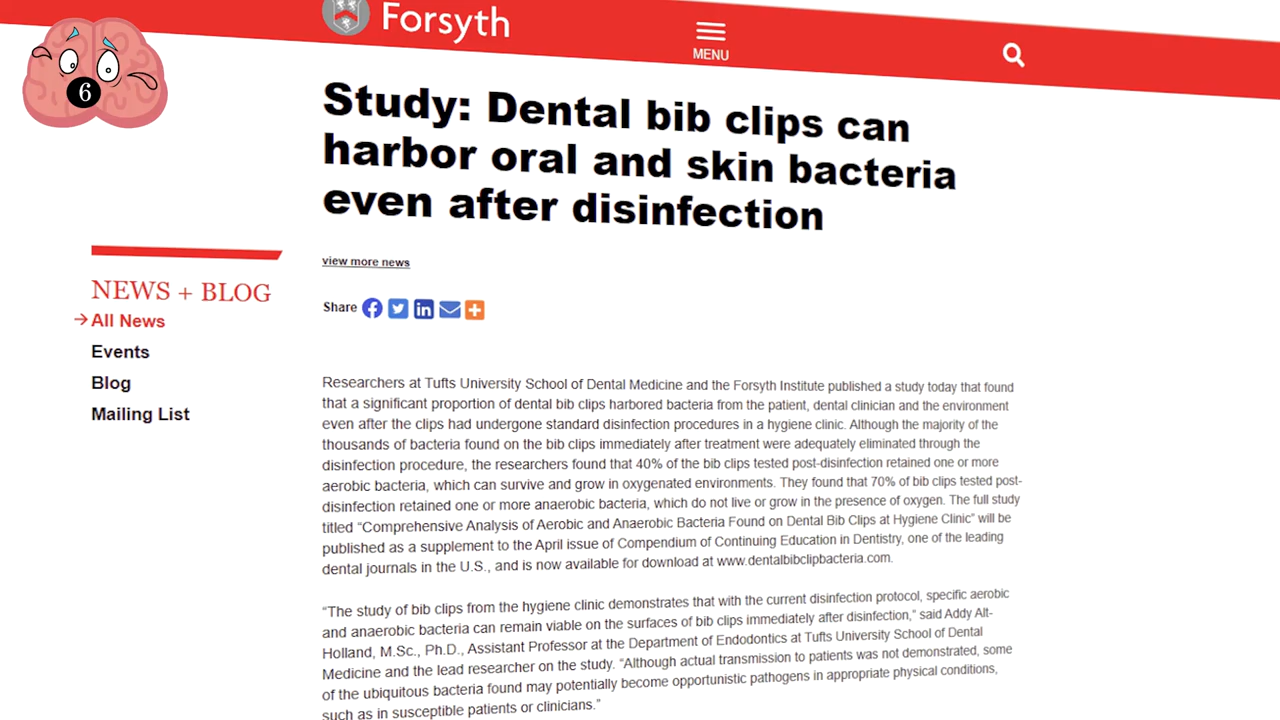 6
Forsyth
MENU
Study: Dental bib clips can
harbor oral and skin bacteria
even after disinfection
view more news
Share
NEWS + BLOG
All News
Events
Blog
Mailing List
Researchers at Tufts University School of Dental Medicine and the Forsyth Institute published a study today that found
that a significant proportion of dental bib clips harbored bacteria from the patient, dental clinician and the environment
even after the clips had undergone standard disinfection procedures in a hygiene clinic. Although the majority of the
thousands of bacteria found on the bib clips immediately after treatment were adequately eliminated through the
disinfection procedure, the researchers found that 40% of the bib clips tested post-disinfection retained one or more
aerobic bacteria, which can survive and grow in oxygenated environments. They found that 70% of bib clips tested post-
disinfection retained one or more anaerobic bacteria, which do not live or grow in the presence of oxygen. The full study
titled “Comprehensive Analysis of Aerobic and Anaerobic Bacteria Found on Dental Bib Clips at Hygiene Clinic” will be
published as a supplement to the April issue of Compendium of Continuing Education in Dentistry, one of the leading
dental journals in the U.S., and is now available for download at www.dentalbibclipbacteria.com.
“The study of bib clips from the hygiene clinic demonstrates that with the current disinfection protocol, specific aerobic
and anaerobic bacteria can remain viable on the surfaces of bib clips immediately after disinfection,” said Addy Alt-
Holland, M.Sc., Ph.D., Assistant Professor at the Department of Endodontics at Tufts University School of Dental
Medicine and the lead researcher on the study. “Although actual transmission to patients was not demonstrated, some
of the ubiquitous bacteria found may potentially become opportunistic pathogens in appropriate physical conditions,
such as in susceptible patients or clinicians.”